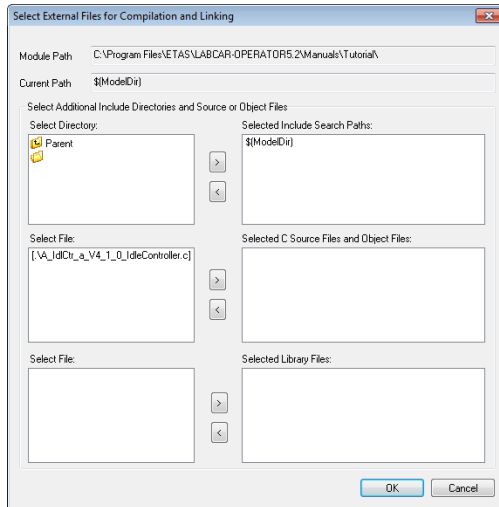 Select External Files for Compilation and Linking
Module Path C:\Program Files\ETAS\LABCAR-OPERATOR5.2\Manuals\Tutorial\
Current Path $(ModelDir)
Select Additional Include Directories and Source or Object Files
Select Directory: Selected Include Search Paths:
Parent $(ModelDir)
>
<
Select File: Selected C Source Files and Object Files:
[.\A_IdlCtr_a_V4_1_0_IdleController.c]
>
<
Select File: Selected Library Files:
>
<
OK Cancel